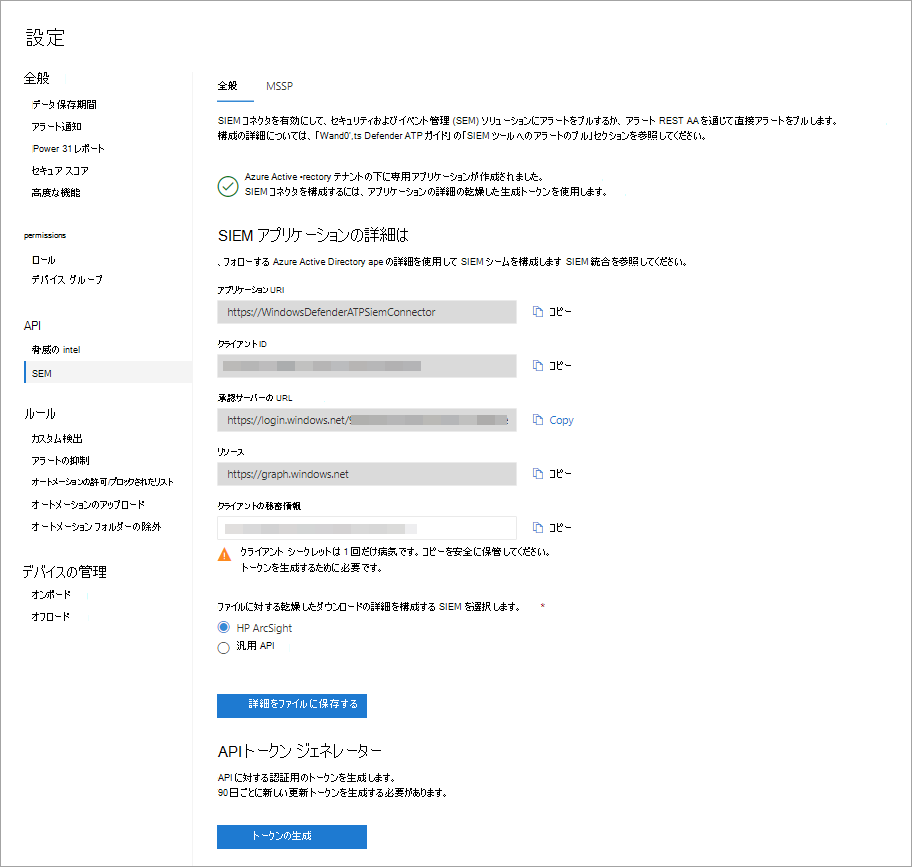 設定
全般
データ保存期間
アラート通知
Power 31レポート
セキュア スコア
高度な機能
permissions
ロール
デバイス グループ
API
脅威の intel
SEM
ルール
カスタム検出
アラートの抑制
オートメーションの許可/ブロックされたリスト
オートメーションのアップロード
オートメーション フォルダーの除外
デバイスの管理
オンボード
オフロード
全般 MSSP
SIEMコネクタを有効にして、セキュリティおよびイベント管理 (SEM) ソリューションにアラートをプルするか、アラート REST AAを通じて直接アラートをプルします。
構成の詳細については、「Wand0',ts Defender ATPガイド」の「SIEM ツールへのアラートのプル」セクションを参照してください。
Azure Active •rectory テナントの下に専用アプリケーションが作成されました。
SIEMコネクタを構成するには、アプリケーションの詳細の乾燥した生成トークンを使用します。
SIEM アプリケーションの詳細は
、フォローする Azure Active Directory ape の詳細を使用して SIEM シームを構成します SIEM 統合を参照してください。
アプリケーション URI
https://WindowsDefenderATPSiemConnector コピー
クライアント ID
コピー
承認サーバーの URL
https://login.windows.net/ Copy
リソース
https://graph.windows.net コピー
クライアントの秘密情報
コピー
クライアント シークレットは 1回だけ病気です。コピーを安全に保管してください。
トークンを生成するために必要です。
ファイルに対する乾燥したダウンロードの詳細を構成する SIEM を選択します。 *
HP ArcSight
汎用 API
詳細をファイルに保存する
APIトークン ジェネレーター
APIに対する認証用のトークンを生成します。
90日ごとに新しい更新トークンを生成する必要があります。
トークンの生成